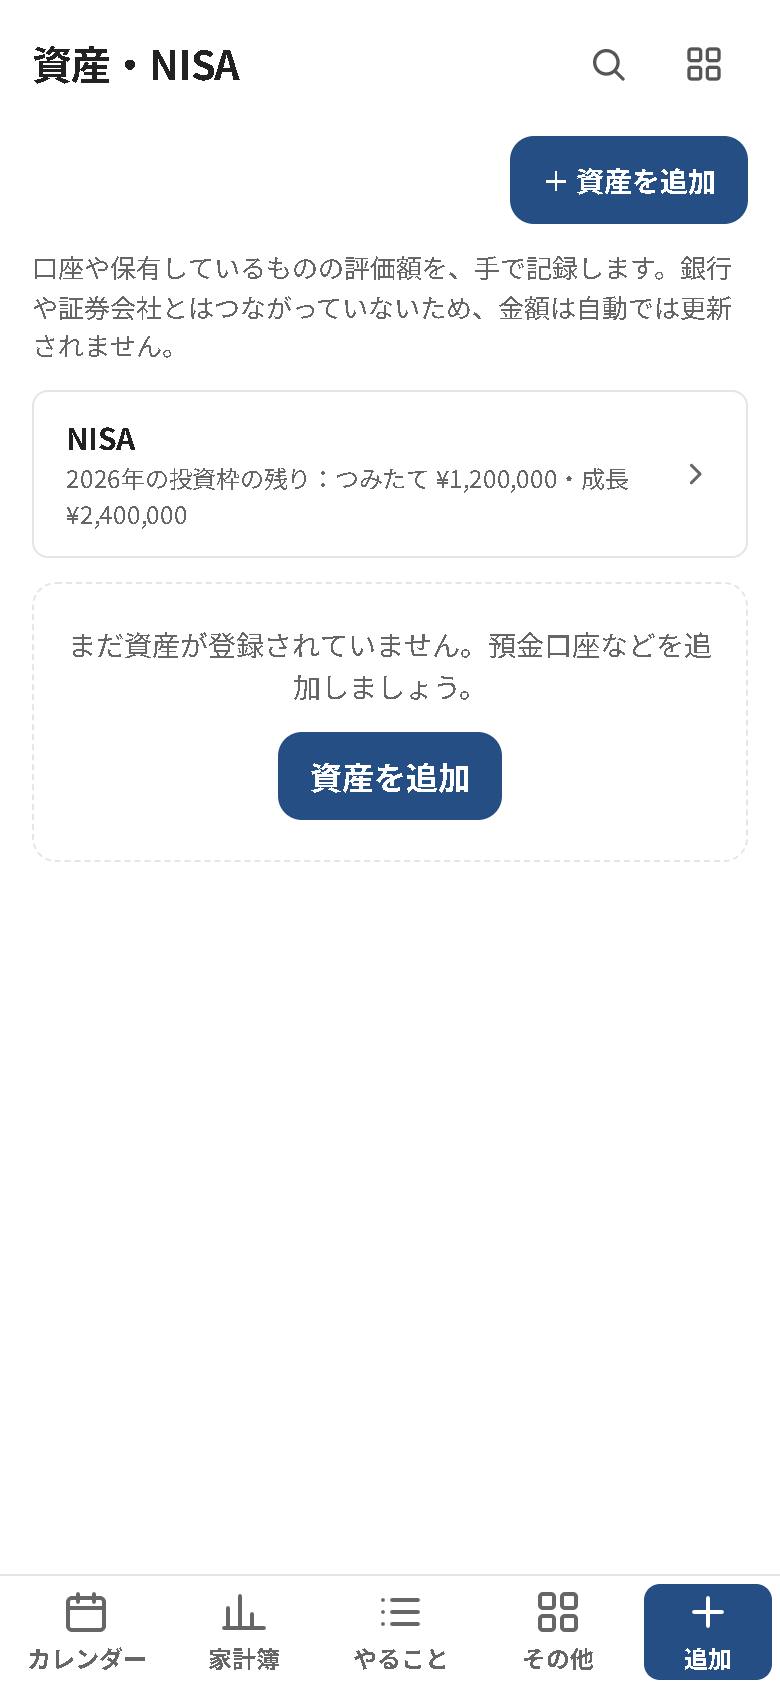 資産・NISA
＋ 資産を追加
口座や保有しているものの評価額を、手で記録します。銀行
や証券会社とはつながっていないため、金額は自動では更新
されません。
NISA
2026年の投資枠の残り：つみたて ¥1,200,000・成長
¥2,400,000
まだ資産が登録されていません。預金口座などを追
加しましょう。
資産を追加
カレンダー
家計簿
やること
その他
追加